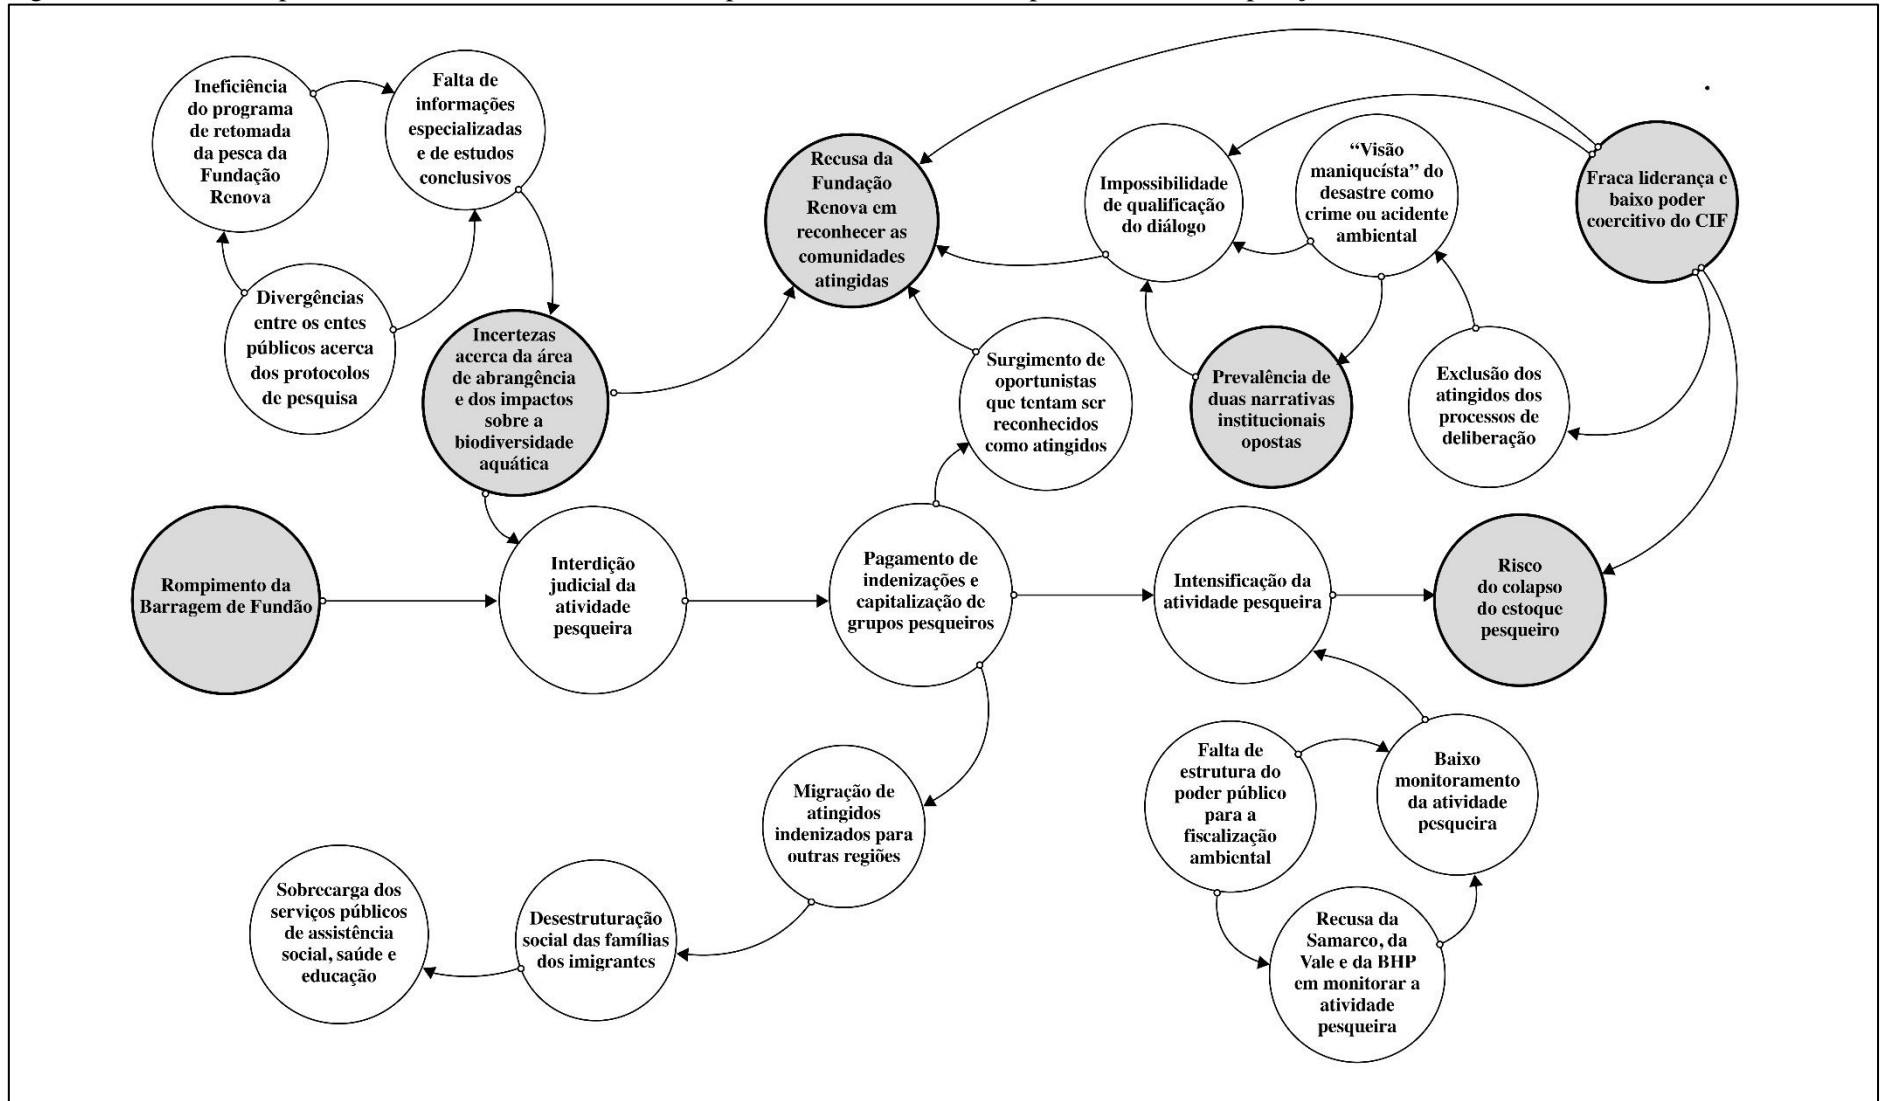 Ineficiência
do programa
de retomada
da pesca da
Fundação
Renova
Falta de
informações
especializadas
e de estudos
conclusivos
Divergências
entre os entes
públicos acerca
dos protocolos
de pesquisa
Incertezas
acerca da área
de abrangência
e dos impactos
sobre a
biodiversidade
aquática
Recusa da
Fundação
Renova em
reconhecer as
comunidades
atingidas
Impossibilidade
de qualificação
do diálogo
“Visão
maniqueísta” do
desastre como
crime ou acidente
ambiental
Fraca liderança e
baixo poder
coercitivo do CIF
Surgimento de
oportunistas
que tentam ser
reconhecidos
como atingidos
Prevalência de
duas narrativas
institucionais
opostas
Exclusão dos
atingidos dos
processos de
deliberação
Rompimento da
Barragem de Fundão
Interdição
judicial da
atividade
pesqueira
Pagamento de
indenizações e
capitalização de
grupos pesqueiros
Intensificação da
atividade pesqueira
Risco
do colapso
do estoque
pesqueiro
Migração de
atingidos
indenizados para
outras regiões
Falta de
estrutura do
poder público
para a
fiscalização
ambiental
Baixo
monitoramento
da atividade
pesqueira
Sobrecarga dos
serviços públicos
de assistência
social, saúde e
educação
Desestruturação
social das famílias
dos imigrantes
Recusa da
Samarco, da
Vale e da BHP
em monitorar a
atividade
pesqueira